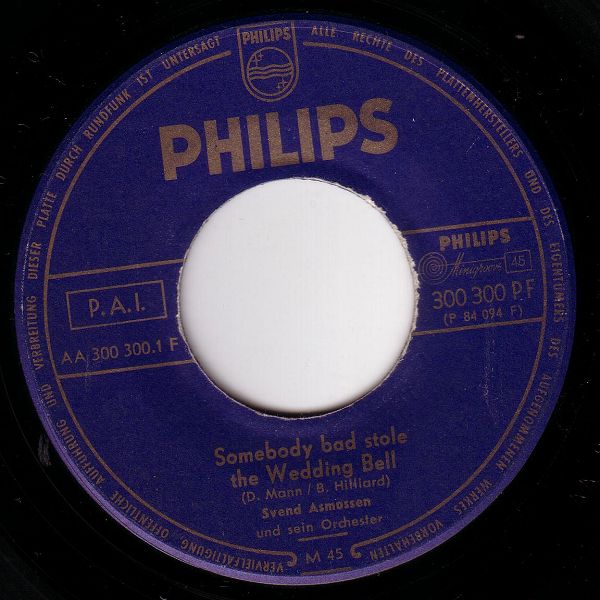 PHILIPS
ALLE RECHTE DES PLATTENHERSTELLERS UND DES EIGENTÜMERS DES AUFGENOMMENEN WERKES VORBEHALTEN
VERVIELFÄLTIGUNG ÖFFENTLICHE AUFFÜHRUNG UND VERBREITUNG DIESER PLATTE DURCH RUNDFUNK IST UNTERSAGT
PHILIPS
PHILIPS
Minigroove 45
P.A.I.
300 300 P.F
(P 84 094 F)
AA 300 300.1 F
Somebody bad stole
the Wedding Bell
(D. Mann / B. Hilliard)
Svend Asmossen
und sein Orchester
M 45